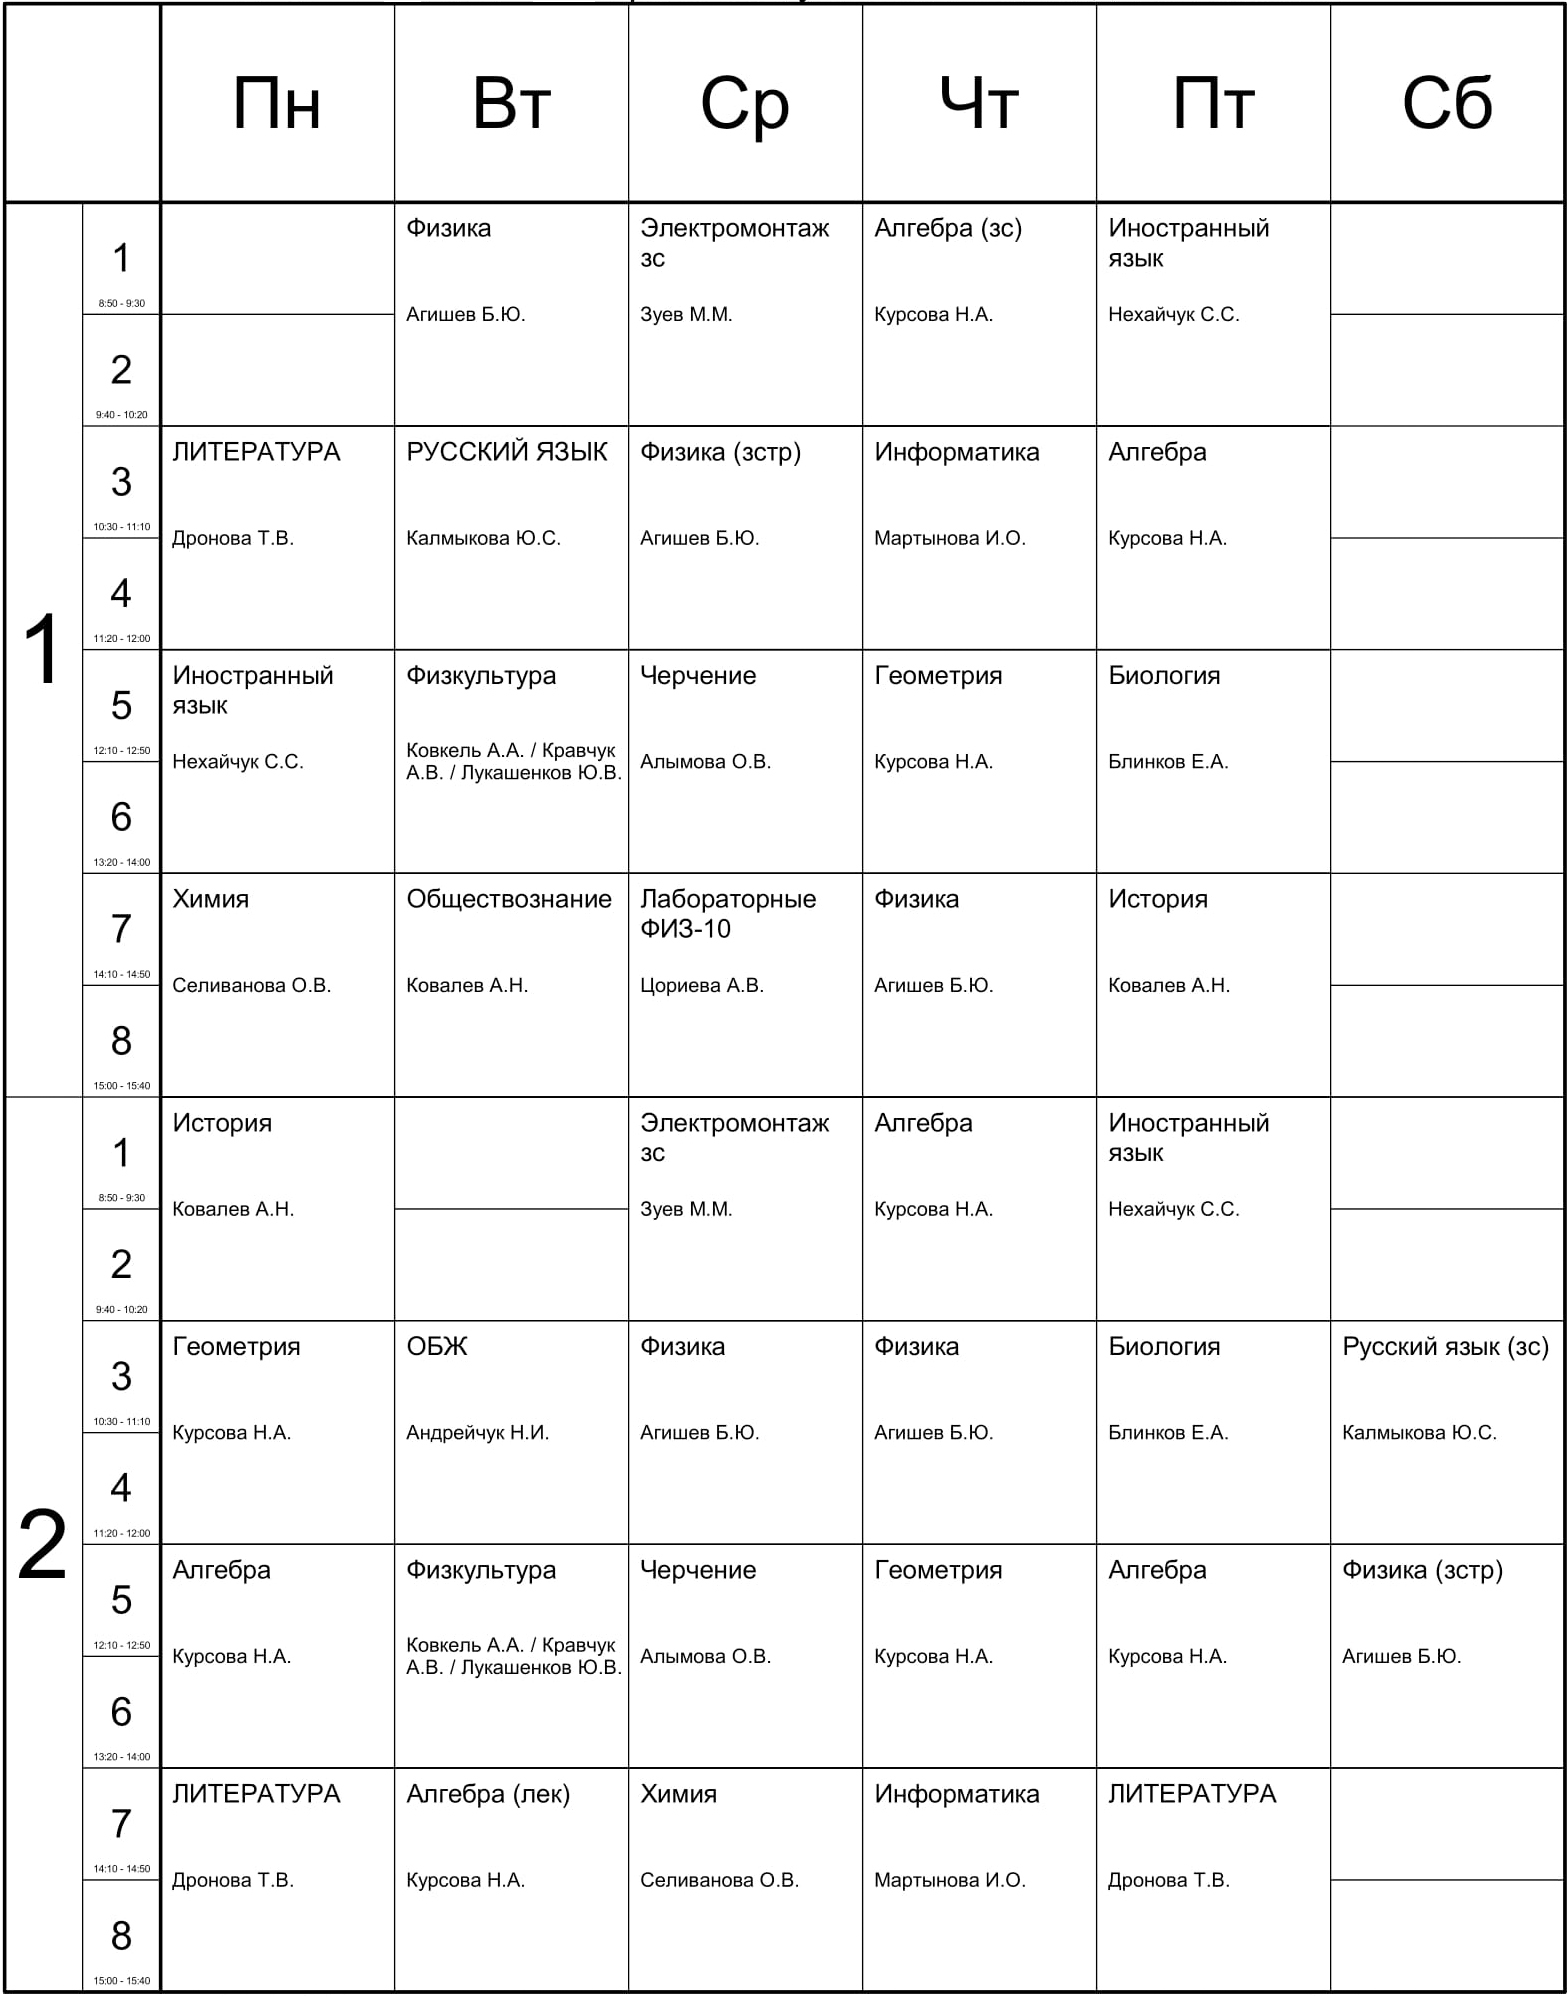 Пн Вт Ср Чт Пт Сб
1
1
8:50 - 9:30
2
9:40 - 10:20
Физика
Агишев Б.Ю.
Электромонтаж
зс
Зуев М.М.
Алгебра (зс)
Курсова Н.А.
Иностранный
язык
Нехайчук С.С.
3
10:30 - 11:10
4
11:20 - 12:00
ЛИТЕРАТУРА
Дронова Т.В.
РУССКИЙ ЯЗЫК
Калмыкова Ю.С.
Физика (зстр)
Агишев Б.Ю.
Информатика
Мартынова И.О.
Алгебра
Курсова Н.А.
5
12:10 - 12:50
6
13:20 - 14:00
Иностранный
язык
Нехайчук С.С.
Физкультура
Ковкель А.А. / Кравчук
А.В. / Лукашенков Ю.В.
Черчение
Алымова О.В.
Геометрия
Курсова Н.А.
Биология
Блинков Е.А.
7
14:10 - 14:50
8
15:00 - 15:40
Химия
Селиванова О.В.
Обществознание
Ковалев А.Н.
Лабораторные
ФИЗ-10
Цориева А.В.
Физика
Агишев Б.Ю.
История
Ковалев А.Н.
2
1
8:50 - 9:30
2
9:40 - 10:20
История
Ковалев А.Н.
Электромонтаж
зс
Зуев М.М.
Алгебра
Курсова Н.А.
Иностранный
язык
Нехайчук С.С.
3
10:30 - 11:10
4
11:20 - 12:00
Геометрия
Курсова Н.А.
ОБЖ
Андрейчук Н.И.
Физика
Агишев Б.Ю.
Физика
Агишев Б.Ю.
Биология
Блинков Е.А.
Русский язык (зс)
Калмыкова Ю.С.
5
12:10 - 12:50
6
13:20 - 14:00
Алгебра
Курсова Н.А.
Физкультура
Ковкель А.А. / Кравчук
А.В. / Лукашенков Ю.В.
Черчение
Алымова О.В.
Геометрия
Курсова Н.А.
Алгебра
Курсова Н.А.
Физика (зстр)
Агишев Б.Ю.
7
14:10 - 14:50
8
15:00 - 15:40
ЛИТЕРАТУРА
Дронова Т.В.
Алгебра (лек)
Курсова Н.А.
Химия
Селиванова О.В.
Информатика
Мартынова И.О.
ЛИТЕРАТУРА
Дронова Т.В.